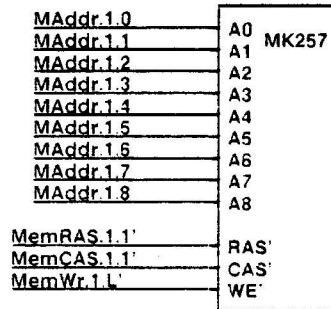 MAddr.1.0 A0
MAddr.1.1 A1 MK257
MAddr.1.2 A2
MAddr.1.3 A3
MAddr.1.4 A4
MAddr.1.5 A5
MAddr.1.6 A6
MAddr.1.7 A7
MAddr.1.8 A8
MemRAS.1.1' RAS'
MemCAS.1.1' CAS'
MemWr.1.L' WE'